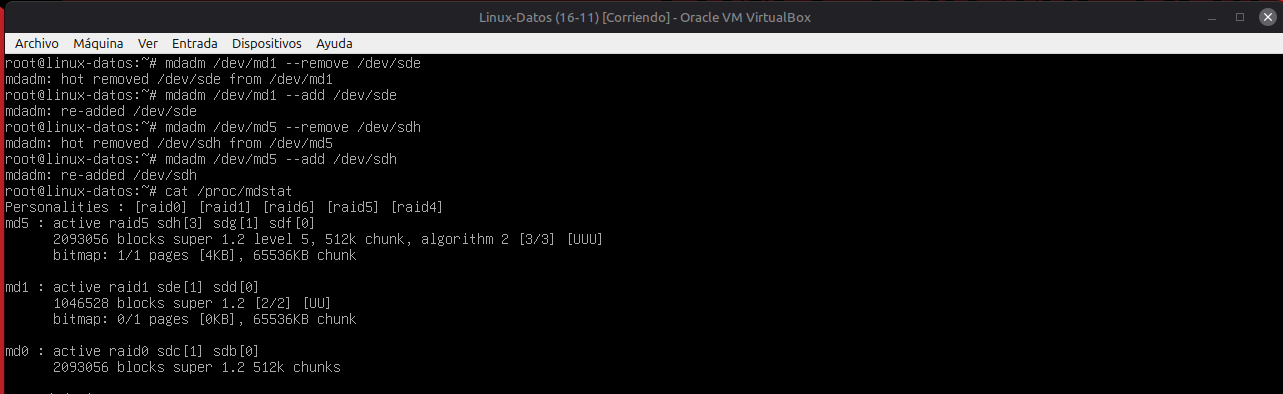 Linux-Datos (16-11) [Corriendo] - Oracle VM VirtualBox
Archivo Máquina Ver Entrada Dispositivos Ayuda
root@linux-datos:~# mdadm /dev/md1 --remove /dev/sde
mdadm: hot removed /dev/sde from /dev/md1
root@linux-datos:~# mdadm /dev/md1 --add /dev/sde
mdadm: re-added /dev/sde
root@linux-datos:~# mdadm /dev/md5 --remove /dev/sdh
mdadm: hot removed /dev/sdh from /dev/md5
root@linux-datos:~# mdadm /dev/md5 --add /dev/sdh
mdadm: re-added /dev/sdh
root@linux-datos:~# cat /proc/mdstat
Personalities : [raid0] [raid1] [raid6] [raid5] [raid4]
md5 : active raid5 sdh[3] sdg[1] sdf[0]
      2093056 blocks super 1.2 level 5, 512k chunk, algorithm 2 [3/3] [UUU]
      bitmap: 1/1 pages [4KB], 65536KB chunk

md1 : active raid1 sde[1] sdd[0]
      1046528 blocks super 1.2 [2/2] [UU]
      bitmap: 0/1 pages [0KB], 65536KB chunk

md0 : active raid0 sdc[1] sdb[0]
      2093056 blocks super 1.2 512k chunks